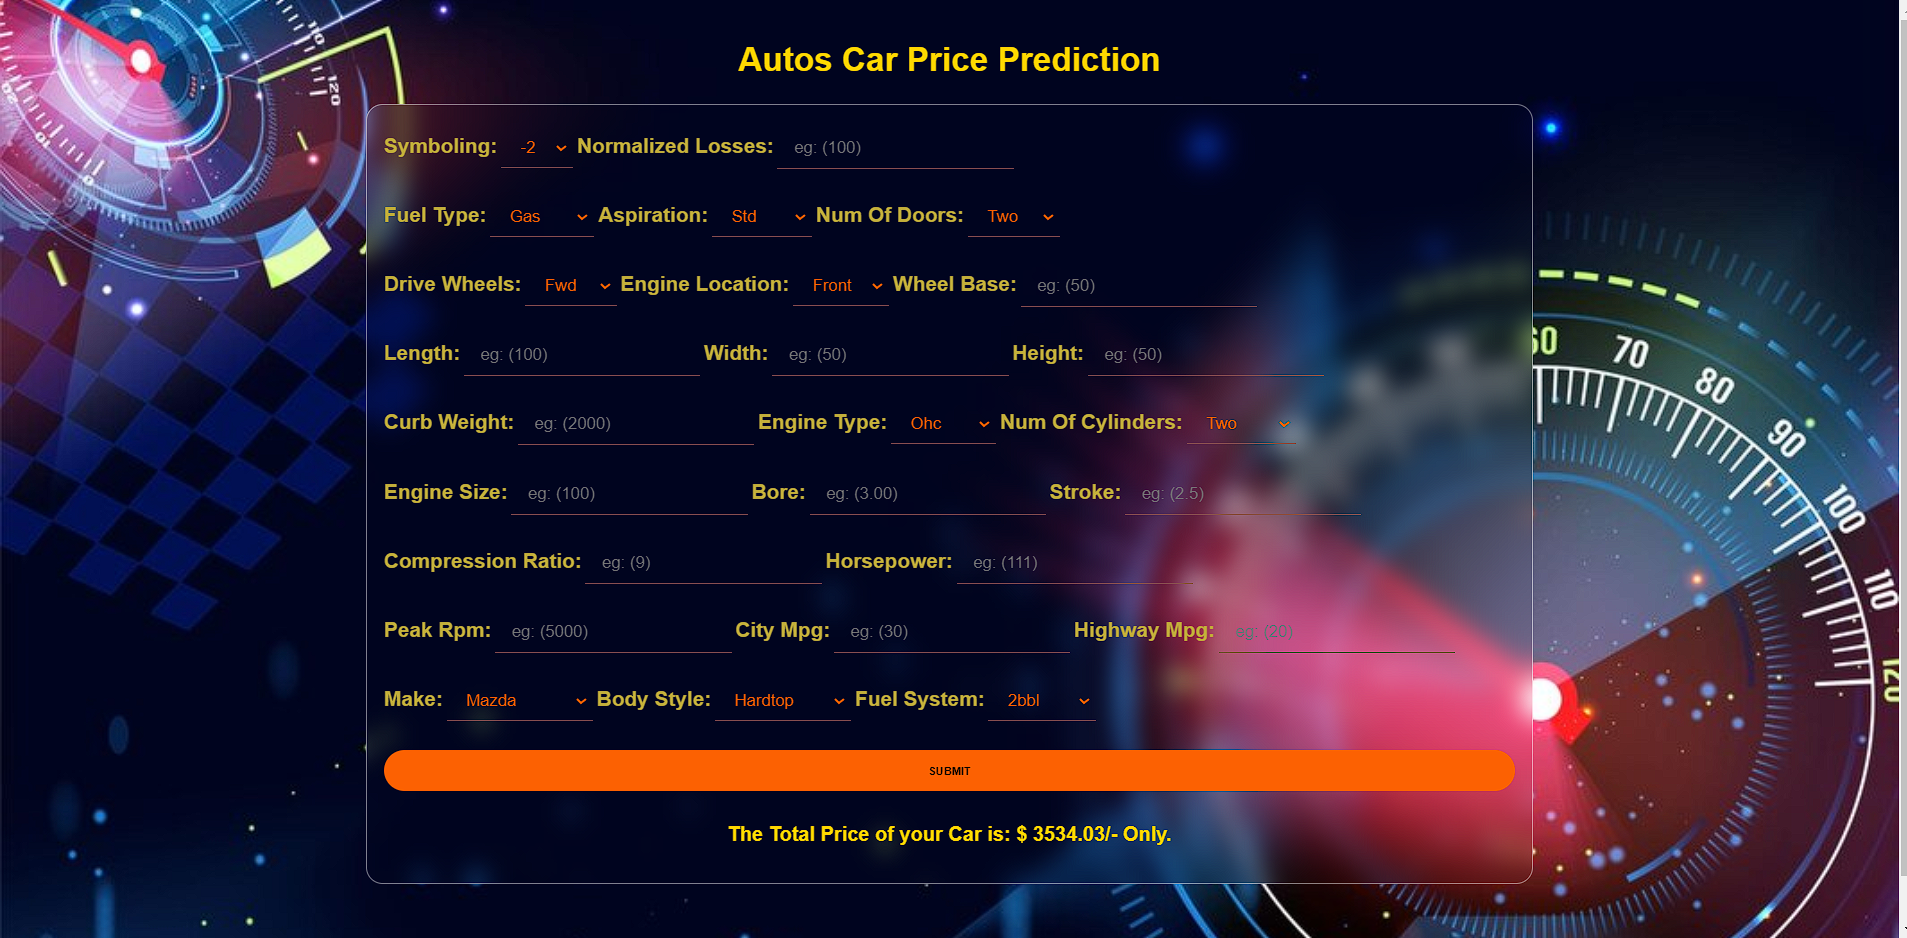 Autos Car Price Prediction
Symboling: -2 Normalized Losses: eg: (100)
Fuel Type: Gas Aspiration: Std Num Of Doors: Two
Drive Wheels: Fwd Engine Location: Front Wheel Base: eg: (50)
Length: eg: (100) Width: eg: (50) Height: eg: (50)
Curb Weight: eg: (2000) Engine Type: Ohc Num Of Cylinders: Two
Engine Size: eg: (100) Bore: eg: (3.00) Stroke: eg: (2.5)
Compression Ratio: eg: (9) Horsepower: eg: (111)
Peak Rpm: eg: (5000) City Mpg: eg: (30) Highway Mpg: eg: (20)
Make: Mazda Body Style: Hardtop Fuel System: 2bbl
SUBMIT
The Total Price of your Car is: $ 3534.03/- Only.
120
60
70
80
90
100
110
120